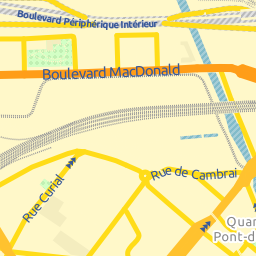 Boulevard Périphérique Intérieur
Boulevard MacDonald
Rue de Cambrai
Rue Curial
Quar
Pont-d